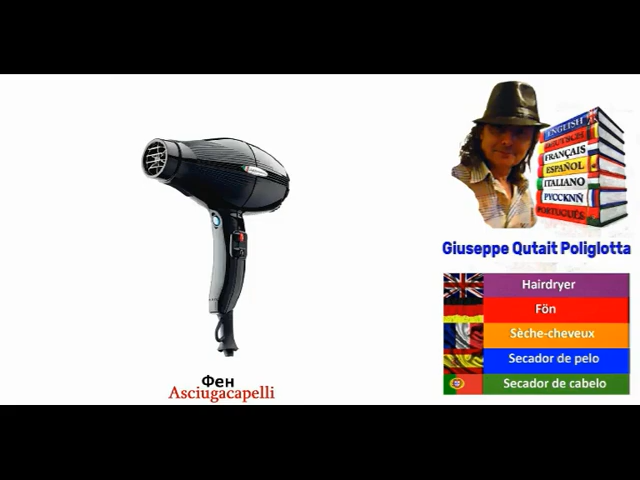 Фен
Asciugacapelli
ENGLISH
DEUTSCH
FRANÇAIS
ESPAÑOL
ITALIANO
PORTUGUÊS
Giuseppe Qutait Poliglotta
Hairdryer
Fön
Sèche-cheveux
Secador de pelo
Secador de cabelo